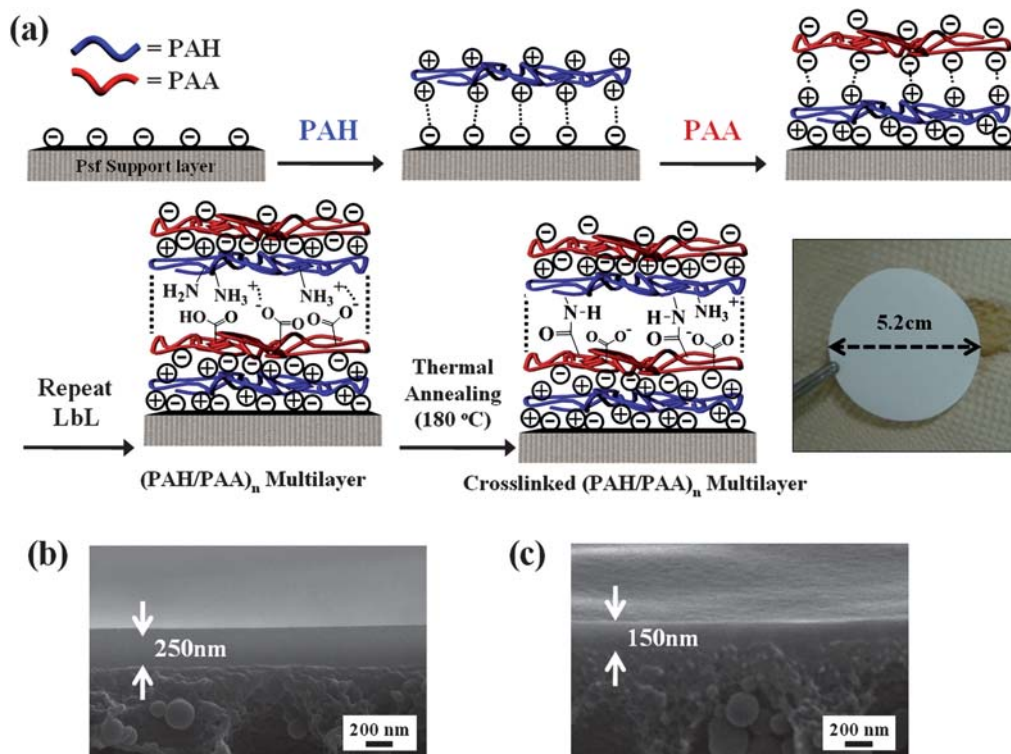 (a)
= PAH
= PAA
Psf Support layer
PAH
PAA
Repeat
LbL
H₂N
NH₃⁺
NH₃⁺
HO
O
⁻O
O
O
O⁻
(PAH/PAA)ₙ Multilayer
Thermal
Annealing
(180 °C)
N-H
O
O
O⁻
H-N
O
NH₃⁺
⁻O
O
Crosslinked (PAH/PAA)ₙ Multilayer
5.2cm
(b)
250nm
200 nm
(c)
150nm
200 nm